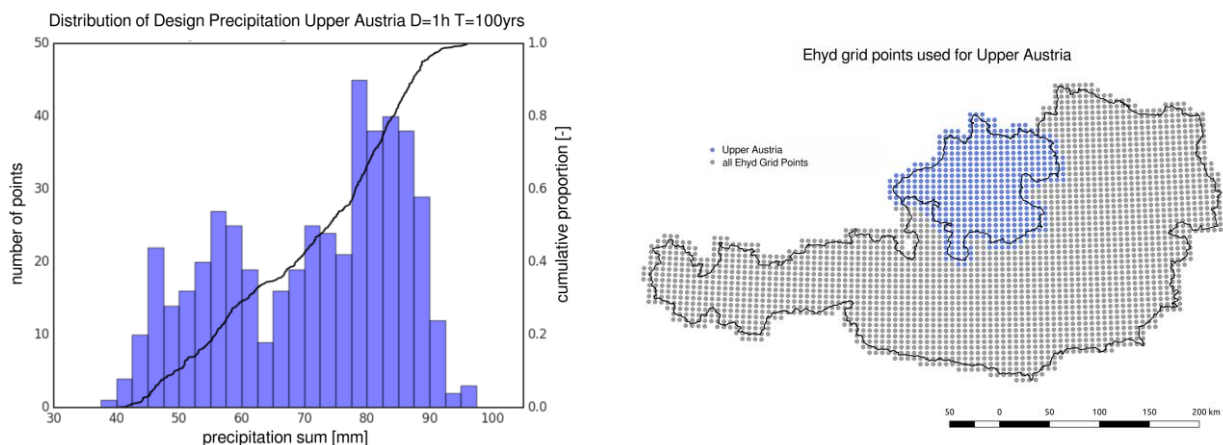 Distribution of Design Precipitation Upper Austria D=1h T=100yrs
50
40
30
20
10
0
number of points
1.0
0.8
0.6
0.4
0.2
0.0
cumulative proportion [-]
30 40 50 60 70 80 90 100
precipitation sum [mm]
Ehyd grid points used for Upper Austria
Upper Austria
all Ehyd Grid Points
50 0 50 100 150 200 km